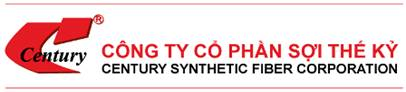 Century®
CÔNG TY CỔ PHẦN SỢI THẾ KỶ
CENTURY SYNTHETIC FIBER CORPORATION